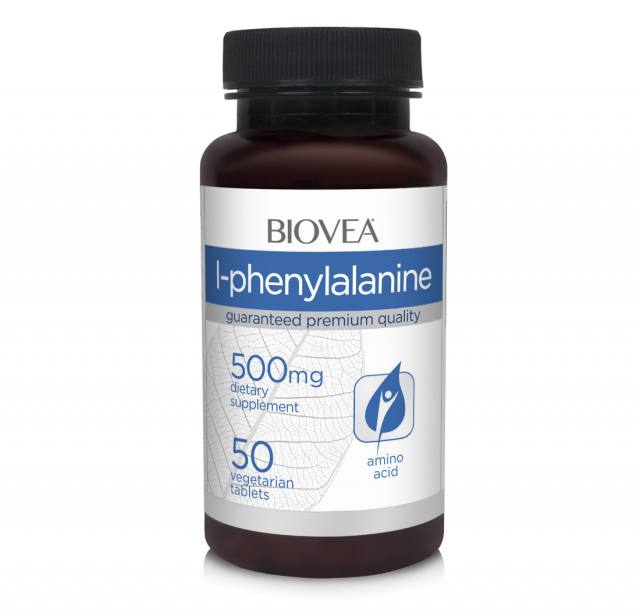 BIOVEA®
l-phenylalanine
guaranteed premium quality
500mg
dietary
supplement
50
vegetarian
tablets
amino
acid